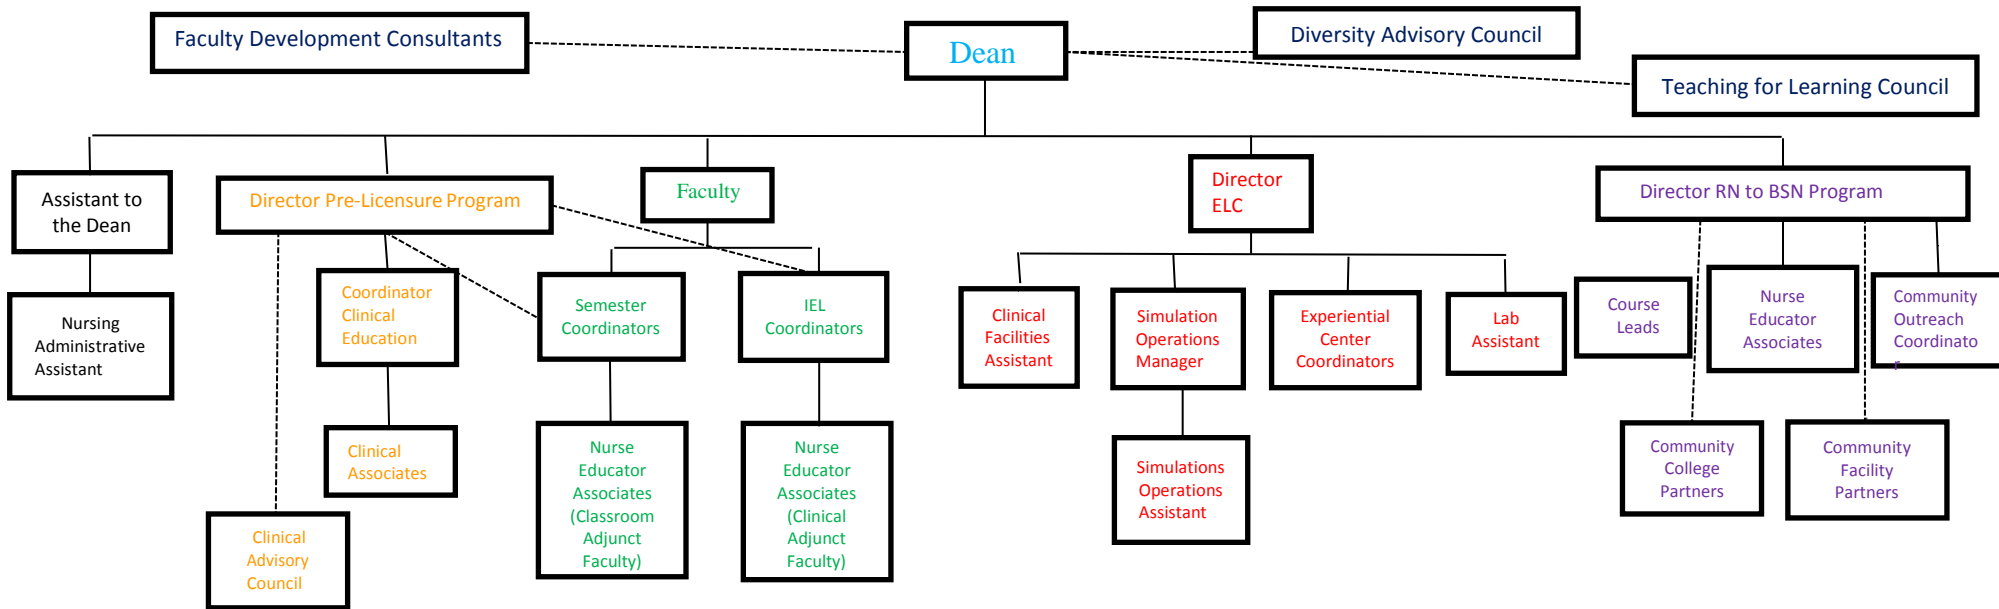 Faculty Development Consultants
Dean
Diversity Advisory Council
Teaching for Learning Council
Assistant to
the Dean
Director Pre-Licensure Program
Faculty
Director
ELC
Director RN to BSN Program
Nursing
Administrative
Assistant
Coordinator
Clinical
Education
Semester
Coordinators
IEL
Coordinators
Clinical
Facilities
Assistant
Simulation
Operations
Manager
Experiential
Center
Coordinators
Lab
Assistant
Course
Leads
Nurse
Educator
Associates
Community
Outreach
Coordinato
r
Clinical
Associates
Nurse
Educator
Associates
(Classroom
Adjunct
Faculty)
Nurse
Educator
Associates
(Clinical
Adjunct
Faculty)
Simulations
Operations
Assistant
Community
College
Partners
Community
Facility
Partners
Clinical
Advisory
Council